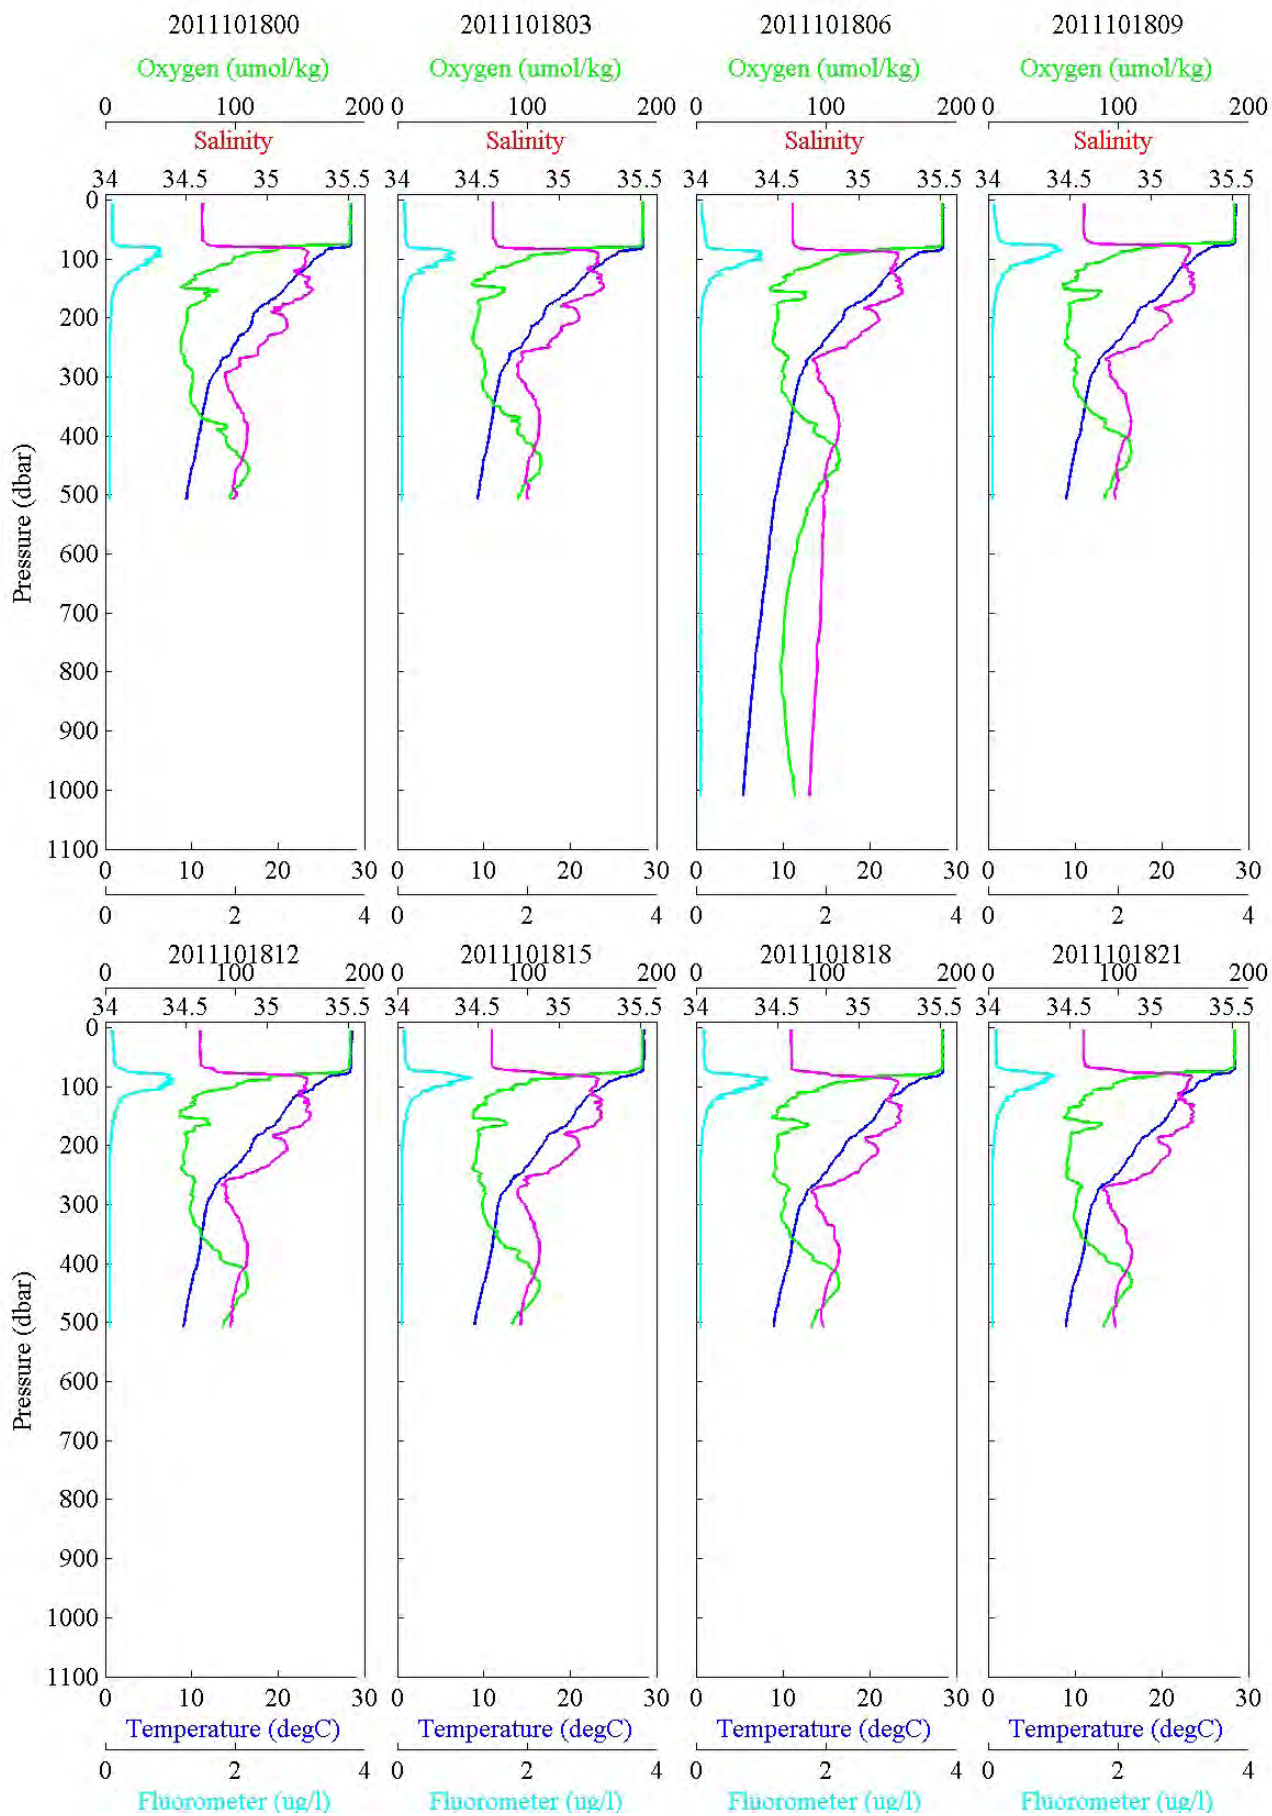 2011101800 2011101803 2011101806 2011101809
Oxygen (umol/kg) Oxygen (umol/kg) Oxygen (umol/kg) Oxygen (umol/kg)
0 100 200 0 100 200 0 100 200 0 100 200
Salinity Salinity Salinity Salinity
34 34.5 35 35.5 34 34.5 35 35.5 34 34.5 35 35.5 34 34.5 35 35.5
0
100
200
300
400
500
600
700
800
900
1000
1100
Pressure (dbar)
0 10 20 30 0 10 20 30 0 10 20 30 0 10 20 30
0 2 4 0 2 4 0 2 4 0 2 4
2011101812 2011101815 2011101818 2011101821
0 100 200 0 100 200 0 100 200 0 100 200
34 34.5 35 35.5 34 34.5 35 35.5 34 34.5 35 35.5 34 34.5 35 35.5
0
100
200
300
400
500
600
700
800
900
1000
1100
Pressure (dbar)
0 10 20 30 0 10 20 30 0 10 20 30 0 10 20 30
Temperature (degC) Temperature (degC) Temperature (degC) Temperature (degC)
0 2 4 0 2 4 0 2 4 0 2 4
Fluorometer (ug/l) Fluorometer (ug/l) Fluorometer (ug/l) Fluorometer (ug/l)